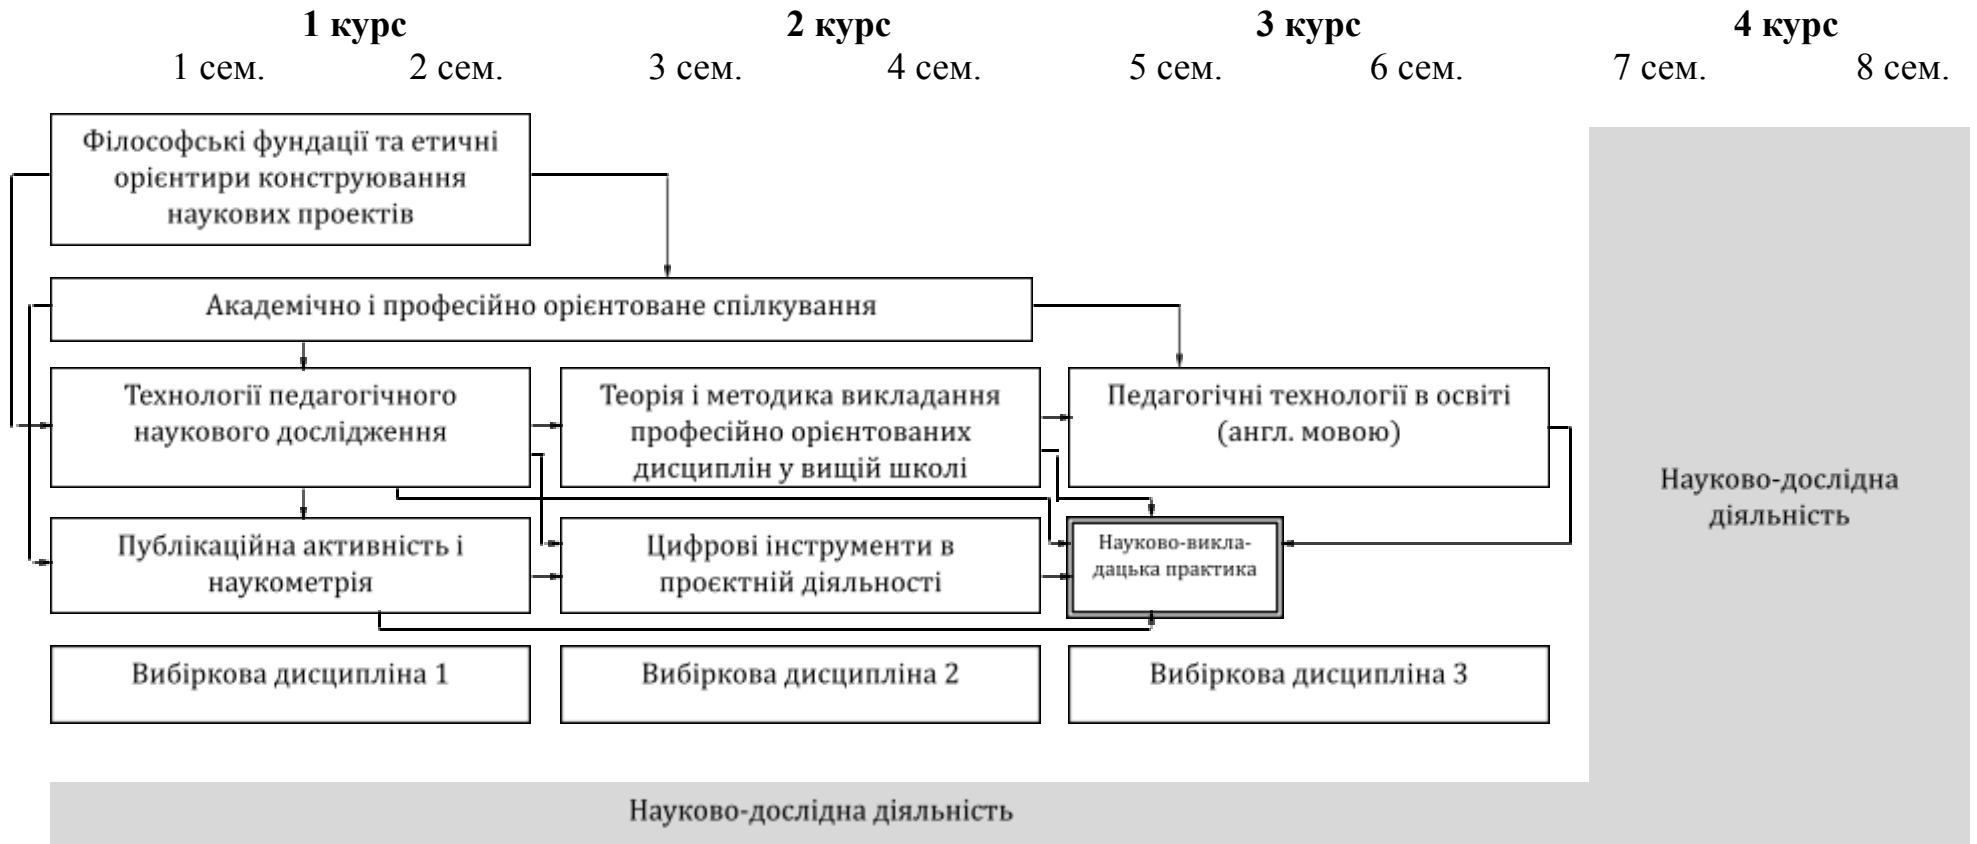 1 курс 2 курс 3 курс 4 курс
1 сем. 2 сем. 3 сем. 4 сем. 5 сем. 6 сем. 7 сем. 8 сем.
Філософські фундації та етичні
орієнтири конструювання
наукових проектів
Академічно і професійно орієнтоване спілкування
Технології педагогічного
наукового дослідження
Теорія і методика викладання
професійно орієнтованих
дисциплін у вищій школі
Педагогічні технології в освіті
(англ. мовою)
Публікаційна активність і
наукометрія
Цифрові інструменти в
проєктній діяльності
Науково-викла-
дацька практика
Вибіркова дисципліна 1
Вибіркова дисципліна 2
Вибіркова дисципліна 3
Науково-дослідна
діяльність
Науково-дослідна діяльність